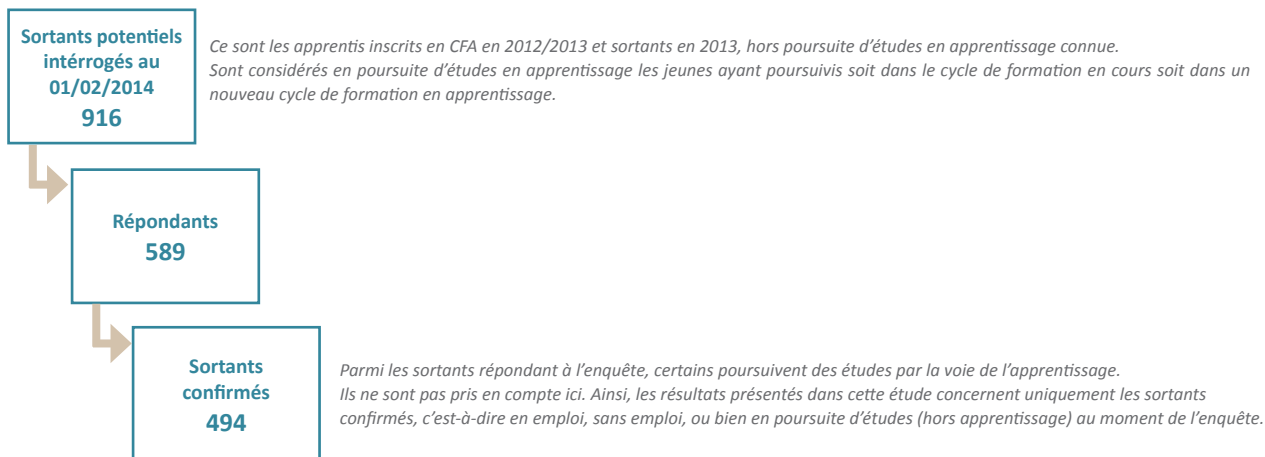 Sortants potentiels
intérrogés au
01/02/2014
916
Ce sont les apprentis inscrits en CFA en 2012/2013 et sortants en 2013, hors poursuite d'études en apprentissage connue.
Sont considérés en poursuite d'études en apprentissage les jeunes ayant poursuivis soit dans le cycle de formation en cours soit dans un
nouveau cycle de formation en apprentissage.
Répondants
589
Sortants
confirmés
494
Parmi les sortants répondant à l'enquête, certains poursuivent des études par la voie de l'apprentissage.
Ils ne sont pas pris en compte ici. Ainsi, les résultats présentés dans cette étude concernent uniquement les sortants
confirmés, c'est-à-dire en emploi, sans emploi, ou bien en poursuite d'études (hors apprentissage) au moment de l'enquête.